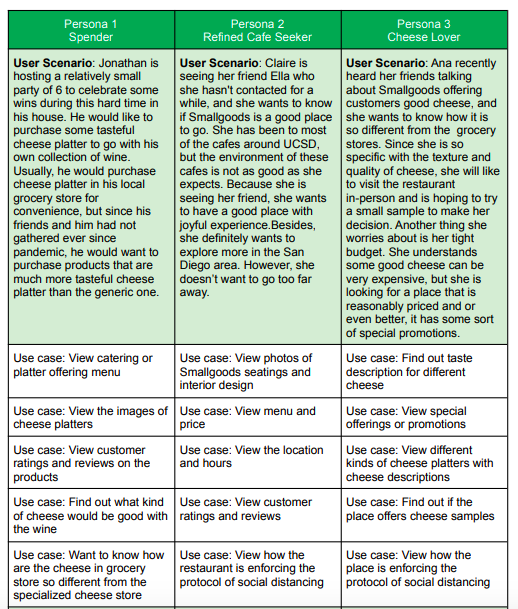 Persona 1
Spender
Persona 2
Refined Cafe Seeker
Persona 3
Cheese Lover
User Scenario: Jonathan is
hosting a relatively small
party of 6 to celebrate some
wins during this hard time in
his house. He would like to
purchase some tasteful
cheese platter to go with his
own collection of wine.
Usually, he would purchase
cheese platter in his local
grocery store for
convenience, but since his
friends and him had not
gathered ever since
pandemic, he would want to
purchase products that are
much more tasteful cheese
platter than the generic one.
User Scenario: Claire is
seeing her friend Ella who
she hasn't contacted for a
while, and she wants to know
if Smallgoods is a good place
to go. She has been to most
of the cafes around UCSD,
but the environment of these
cafes is not as good as she
expects. Because she is
seeing her friend, she wants
to have a good place with
joyful experience.Besides,
she definitely wants to
explore more in the San
Diego area. However, she
doesn't want to go too far
away.
User Scenario: Ana recently
heard her friends talking
about Smallgoods offering
customers good cheese, and
she wants to know how it is
so different from the  grocery
stores. Since she is so
specific with the texture and
quality of cheese, she will like
to visit the restaurant
in-person and is hoping to try
a small sample to make her
decision. Another thing she
worries about is her tight
budget. She understands
some good cheese can be
very expensive, but she is
looking for a place that is
reasonably priced and or
even better, it has some sort
of special promotions.
Use case: View catering or
platter offering menu
Use case: View photos of
Smallgoods seatings and
interior design
Use case: Find out taste
description for different
cheese
Use case: View the images of
cheese platters
Use case: View menu and
price
Use case: View special
offerings or promotions
Use case: View customer
ratings and reviews on the
products
Use case: View the location
and hours
Use case: View different
kinds of cheese platters with
cheese descriptions
Use case: Find out what kind
of cheese would be good with
the wine
Use case: View customer
ratings and reviews
Use case: Find out if the
place offers cheese samples
Use case: Want to know how
are the cheese in grocery
store so different from the
specialized cheese store
Use case: View how the
restaurant is enforcing the
protocol of social distancing
Use case: View how the
place is enforcing the
protocol of social distancing